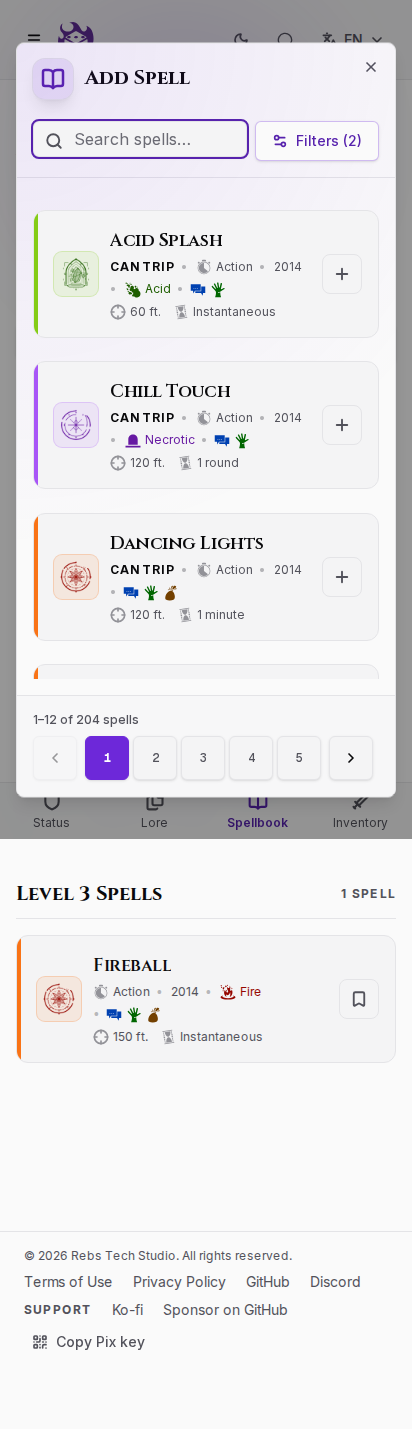 EN
Add Spell
Search spells...
Filters (2)
Acid Splash
CANTRIP • Action • 2014
• Acid •
60 ft. Instantaneous
Chill Touch
CANTRIP • Action • 2014
• Necrotic •
120 ft. 1 round
Dancing Lights
CANTRIP • Action • 2014
•
120 ft. 1 minute
1–12 of 204 spells
1 2 3 4 5
Status Lore Spellbook Inventory
Level 3 Spells 1 SPELL
Fireball
Action • 2014 • Fire
•
150 ft. Instantaneous
© 2026 Rebs Tech Studio. All rights reserved.
Terms of Use Privacy Policy GitHub Discord
SUPPORT Ko-fi Sponsor on GitHub
Copy Pix key